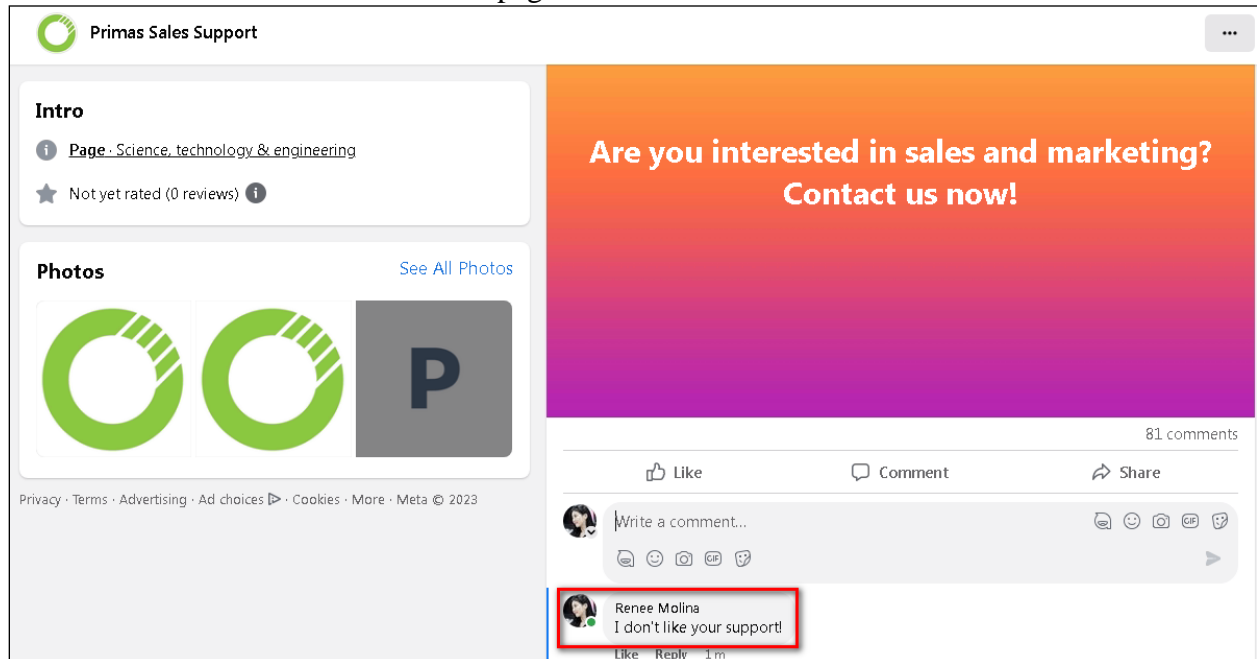 Primas Sales Support
Intro
Page · Science, technology & engineering
Not yet rated (0 reviews)
Photos
See All Photos
P
Privacy · Terms · Advertising · Ad choices · Cookies · More · Meta © 2023
Are you interested in sales and marketing?
Contact us now!
81 comments
Like Comment Share
Write a comment...
GIF
GIF
Renee Molina
I don't like your support!
Like Reply 1m